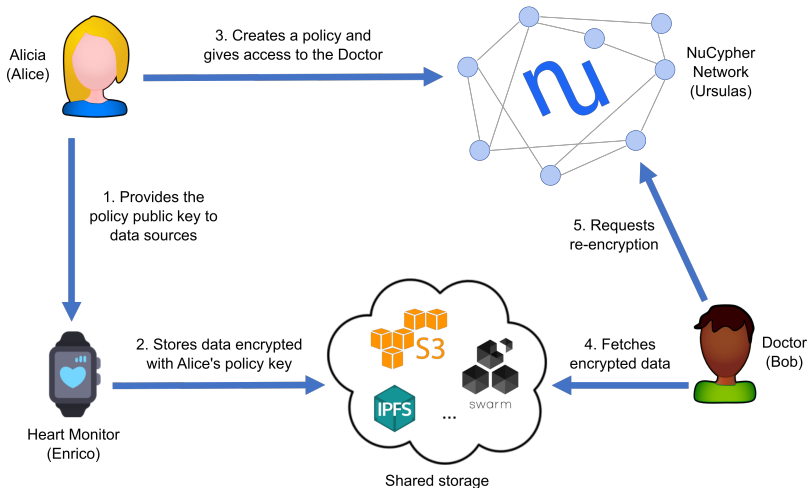 Alicia
(Alice)
3. Creates a policy and
gives access to the Doctor
nu
NuCypher
Network
(Ursulas)
1. Provides the
policy public key to
data sources
5. Requests
re-encryption
2. Stores data encrypted
with Alice's policy key
S3
IPFS
...
swarm
4. Fetches
encrypted data
Doctor
(Bob)
Heart Monitor
(Enrico)
Shared storage